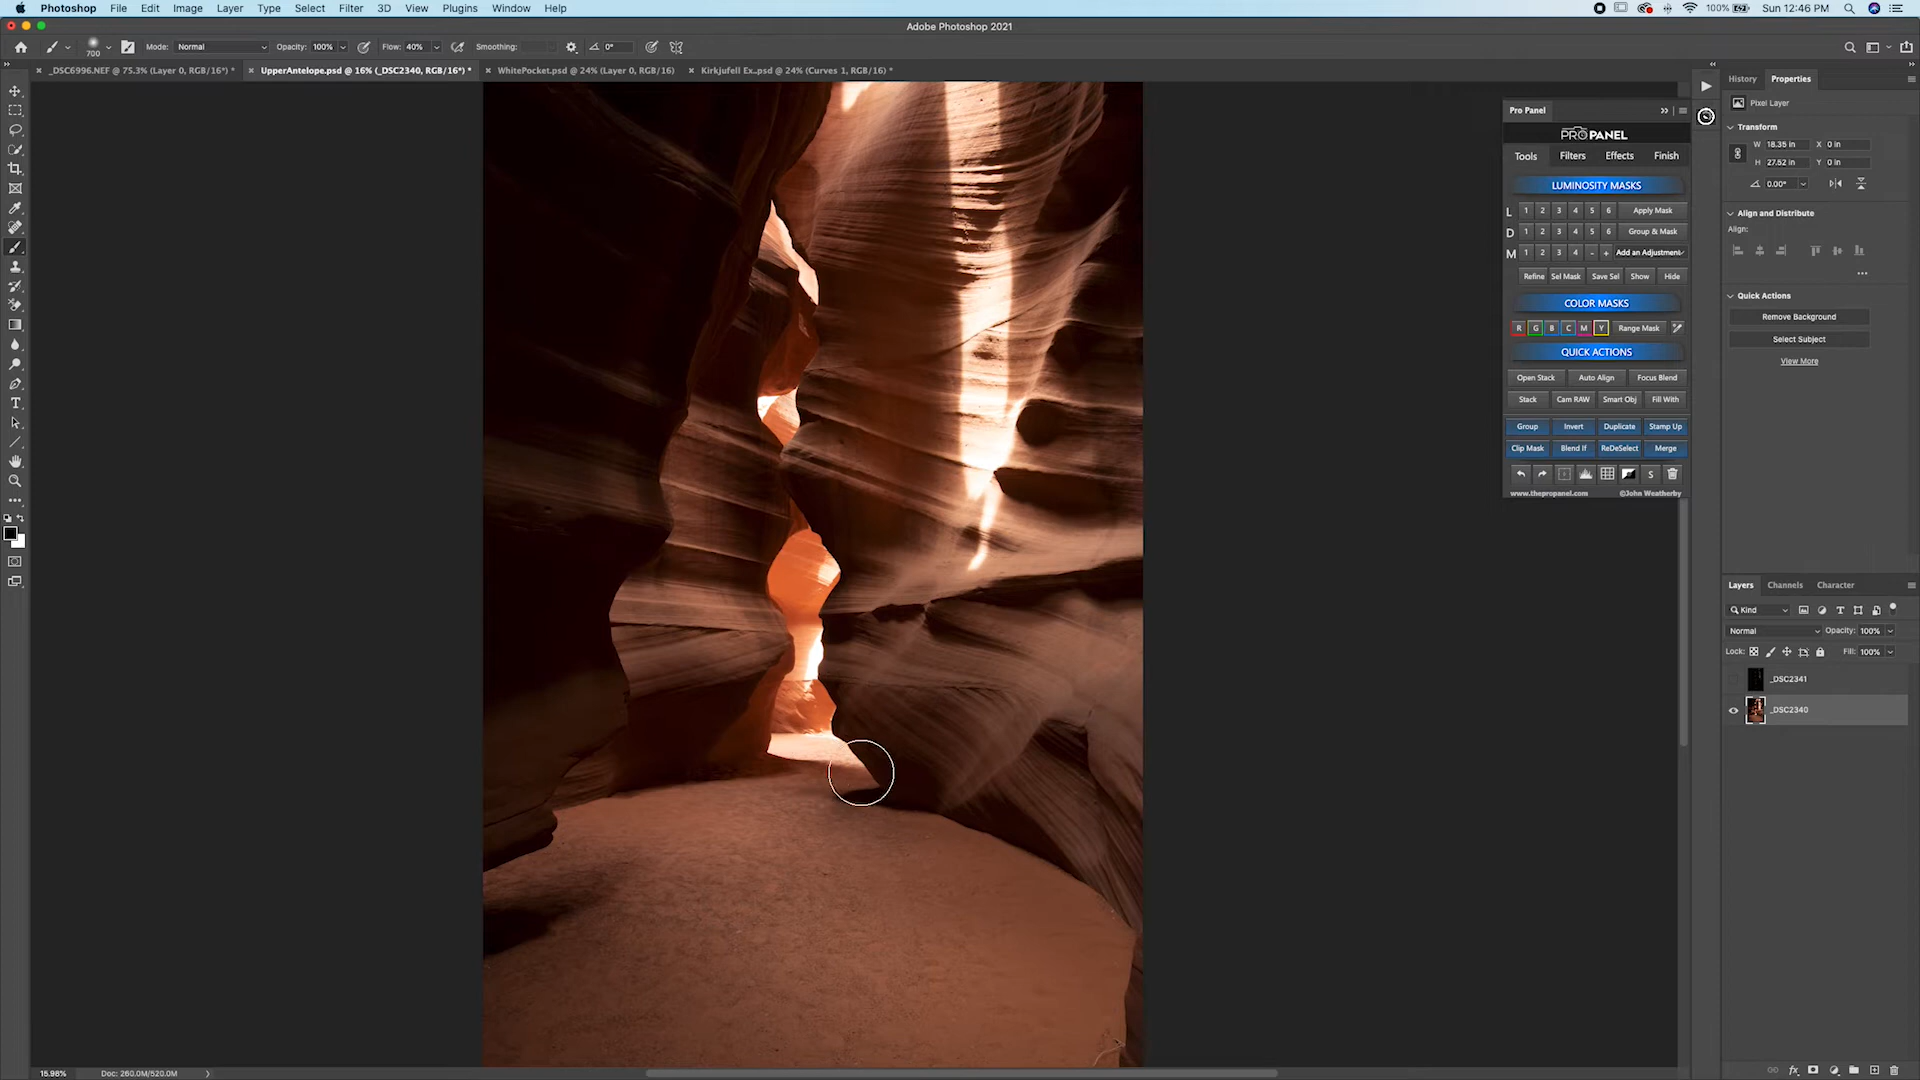 Photoshop File Edit Image Layer Type Select Filter 3D View Plugins Window Help 100% Sun 12:46 PM
Adobe Photoshop 2021
700 Mode: Normal Opacity: 100% Flow: 40% Smoothing: 0°
_DSC6996.NEF @ 75.3% (Layer 0, RGB/16*) * UpperAntelope.psd @ 16% (_DSC2340, RGB/16*) * WhitePocket.psd @ 24% (Layer 0, RGB/16) Kirkjufell Ex..psd @ 24% (Curves 1, RGB/16) *
Pro Panel
PROPANEL
Tools Filters Effects Finish
LUMINOSITY MASKS
L 1 2 3 4 5 6 Apply Mask
D 1 2 3 4 5 6 Group & Mask
M 1 2 3 4 - + Add an Adjustment
Refine Sel Mask Save Sel Show Hide
COLOR MASKS
R G B C M Y Range Mask
QUICK ACTIONS
Open Stack Auto Align Focus Blend
Stack Cam RAW Smart Obj Fill With
Group Invert Duplicate Stamp Up
Clip Mask Blend If ReDeSelect Merge
S
www.thepropanel.com ©John Weatherby
History Properties
Pixel Layer
Transform
W 18.35 in X 0 in
H 27.52 in Y 0 in
0.00°
Align and Distribute
Align:
Quick Actions
Remove Background
Select Subject
View More
Layers Channels Character
Kind
Normal Opacity: 100%
Lock: Fill: 100%
_DSC2341
_DSC2340
15.98% Doc: 260.0M/520.0M